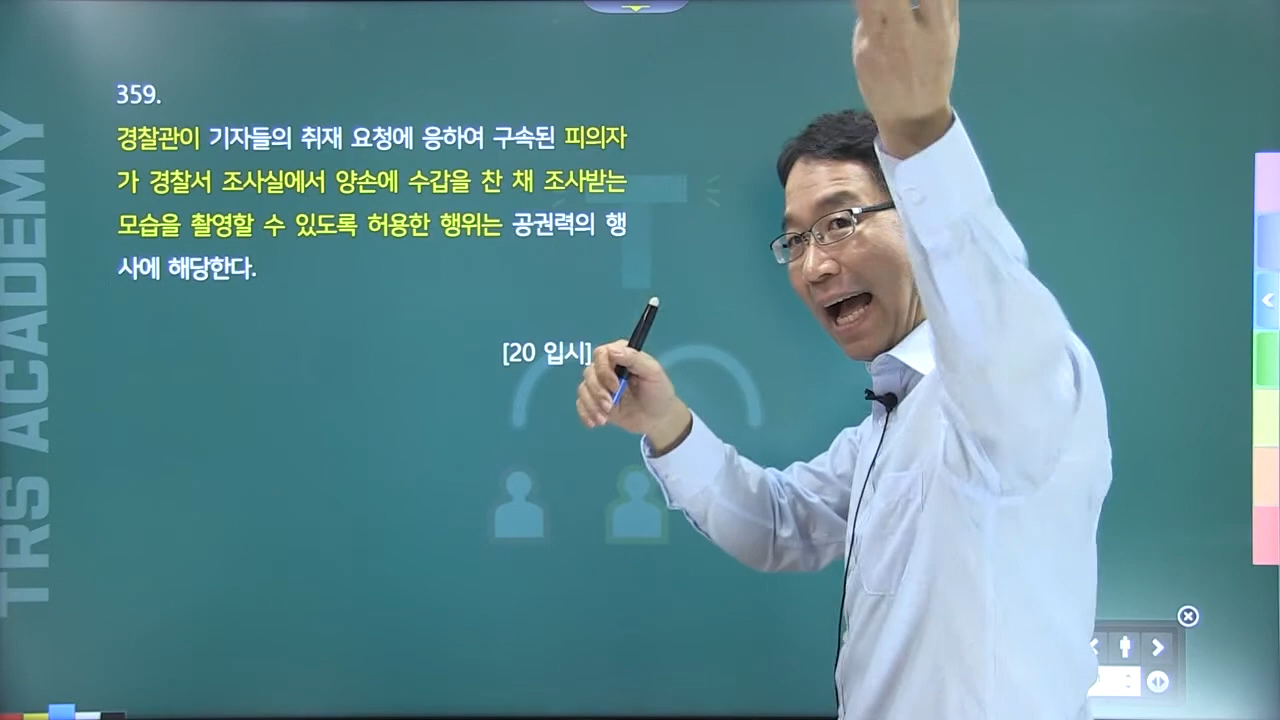 359.
경찰관이 기자들의 취재 요청에 응하여 구속된 피의자
가 경찰서 조사실에서 양손에 수갑을 찬 채 조사받는
모습을 촬영할 수 있도록 허용한 행위는 공권력의 행
사에 해당한다.
[20 입시]
TRS ACADEMY